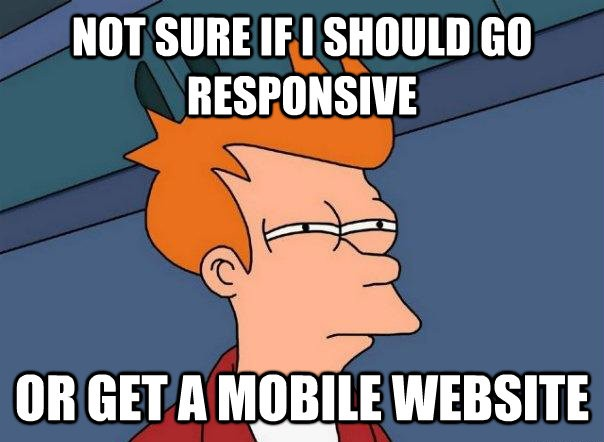 NOT SURE IF I SHOULD GO
RESPONSIVE
OR GET A MOBILE WEBSITE